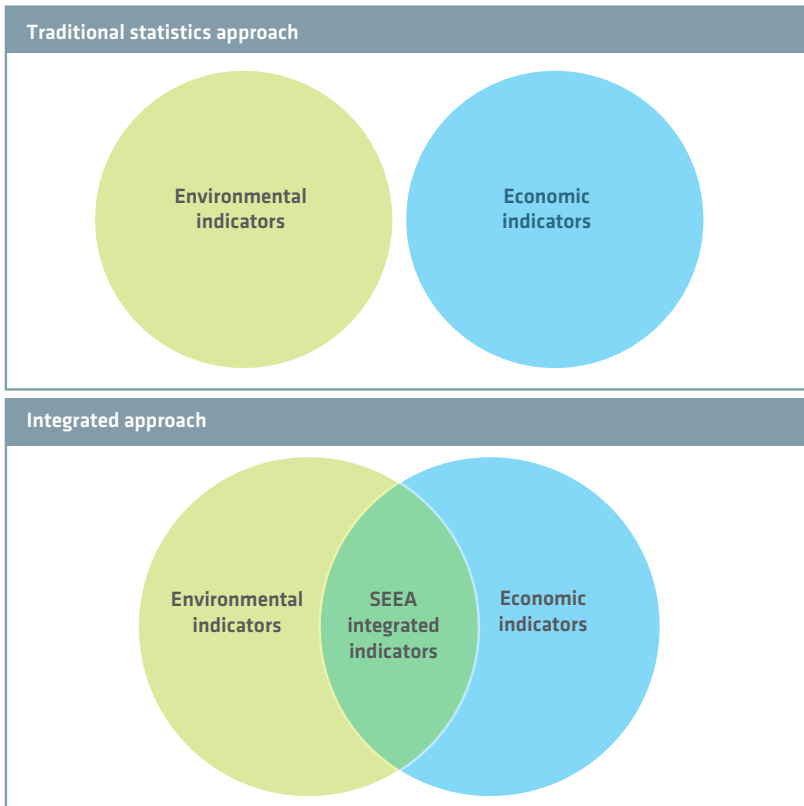 Traditional statistics approach
Environmental
indicators
Economic
indicators
Integrated approach
Environmental
indicators
SEEA
integrated
indicators
Economic
indicators